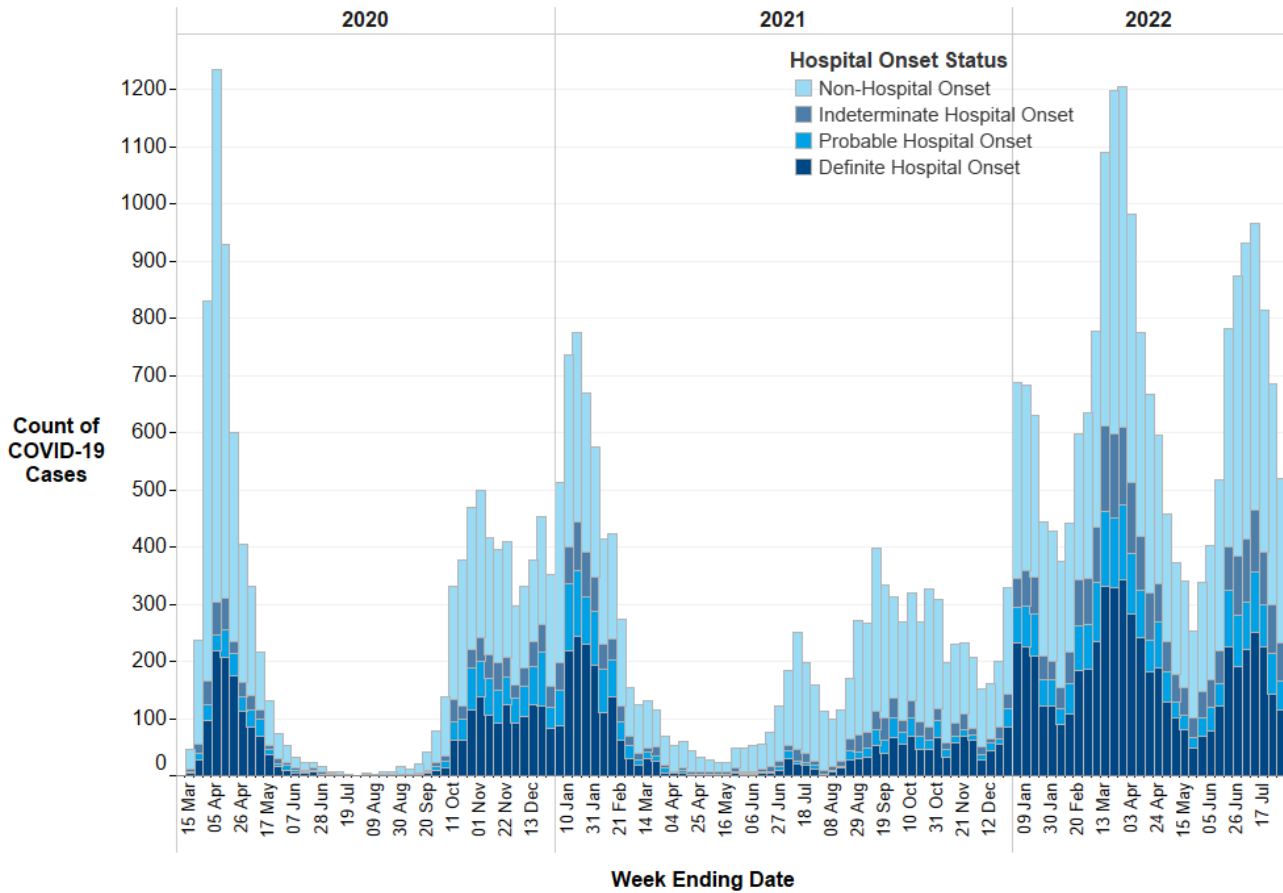 2020 2021 2022
Hospital Onset Status
Non-Hospital Onset
Indeterminate Hospital Onset
Probable Hospital Onset
Definite Hospital Onset
1200
1100
1000
900
800
700
600
500
400
300
200
100
0
Count of
COVID-19
Cases
15 Mar
05 Apr
26 Apr
17 May
07 Jun
28 Jun
19 Jul
09 Aug
30 Aug
20 Sep
11 Oct
01 Nov
22 Nov
13 Dec
10 Jan
31 Jan
21 Feb
14 Mar
04 Apr
25 Apr
16 May
06 Jun
27 Jun
18 Jul
08 Aug
29 Aug
19 Sep
10 Oct
31 Oct
21 Nov
12 Dec
09 Jan
30 Jan
20 Feb
13 Mar
03 Apr
24 Apr
15 May
05 Jun
26 Jun
17 Jul
Week Ending Date